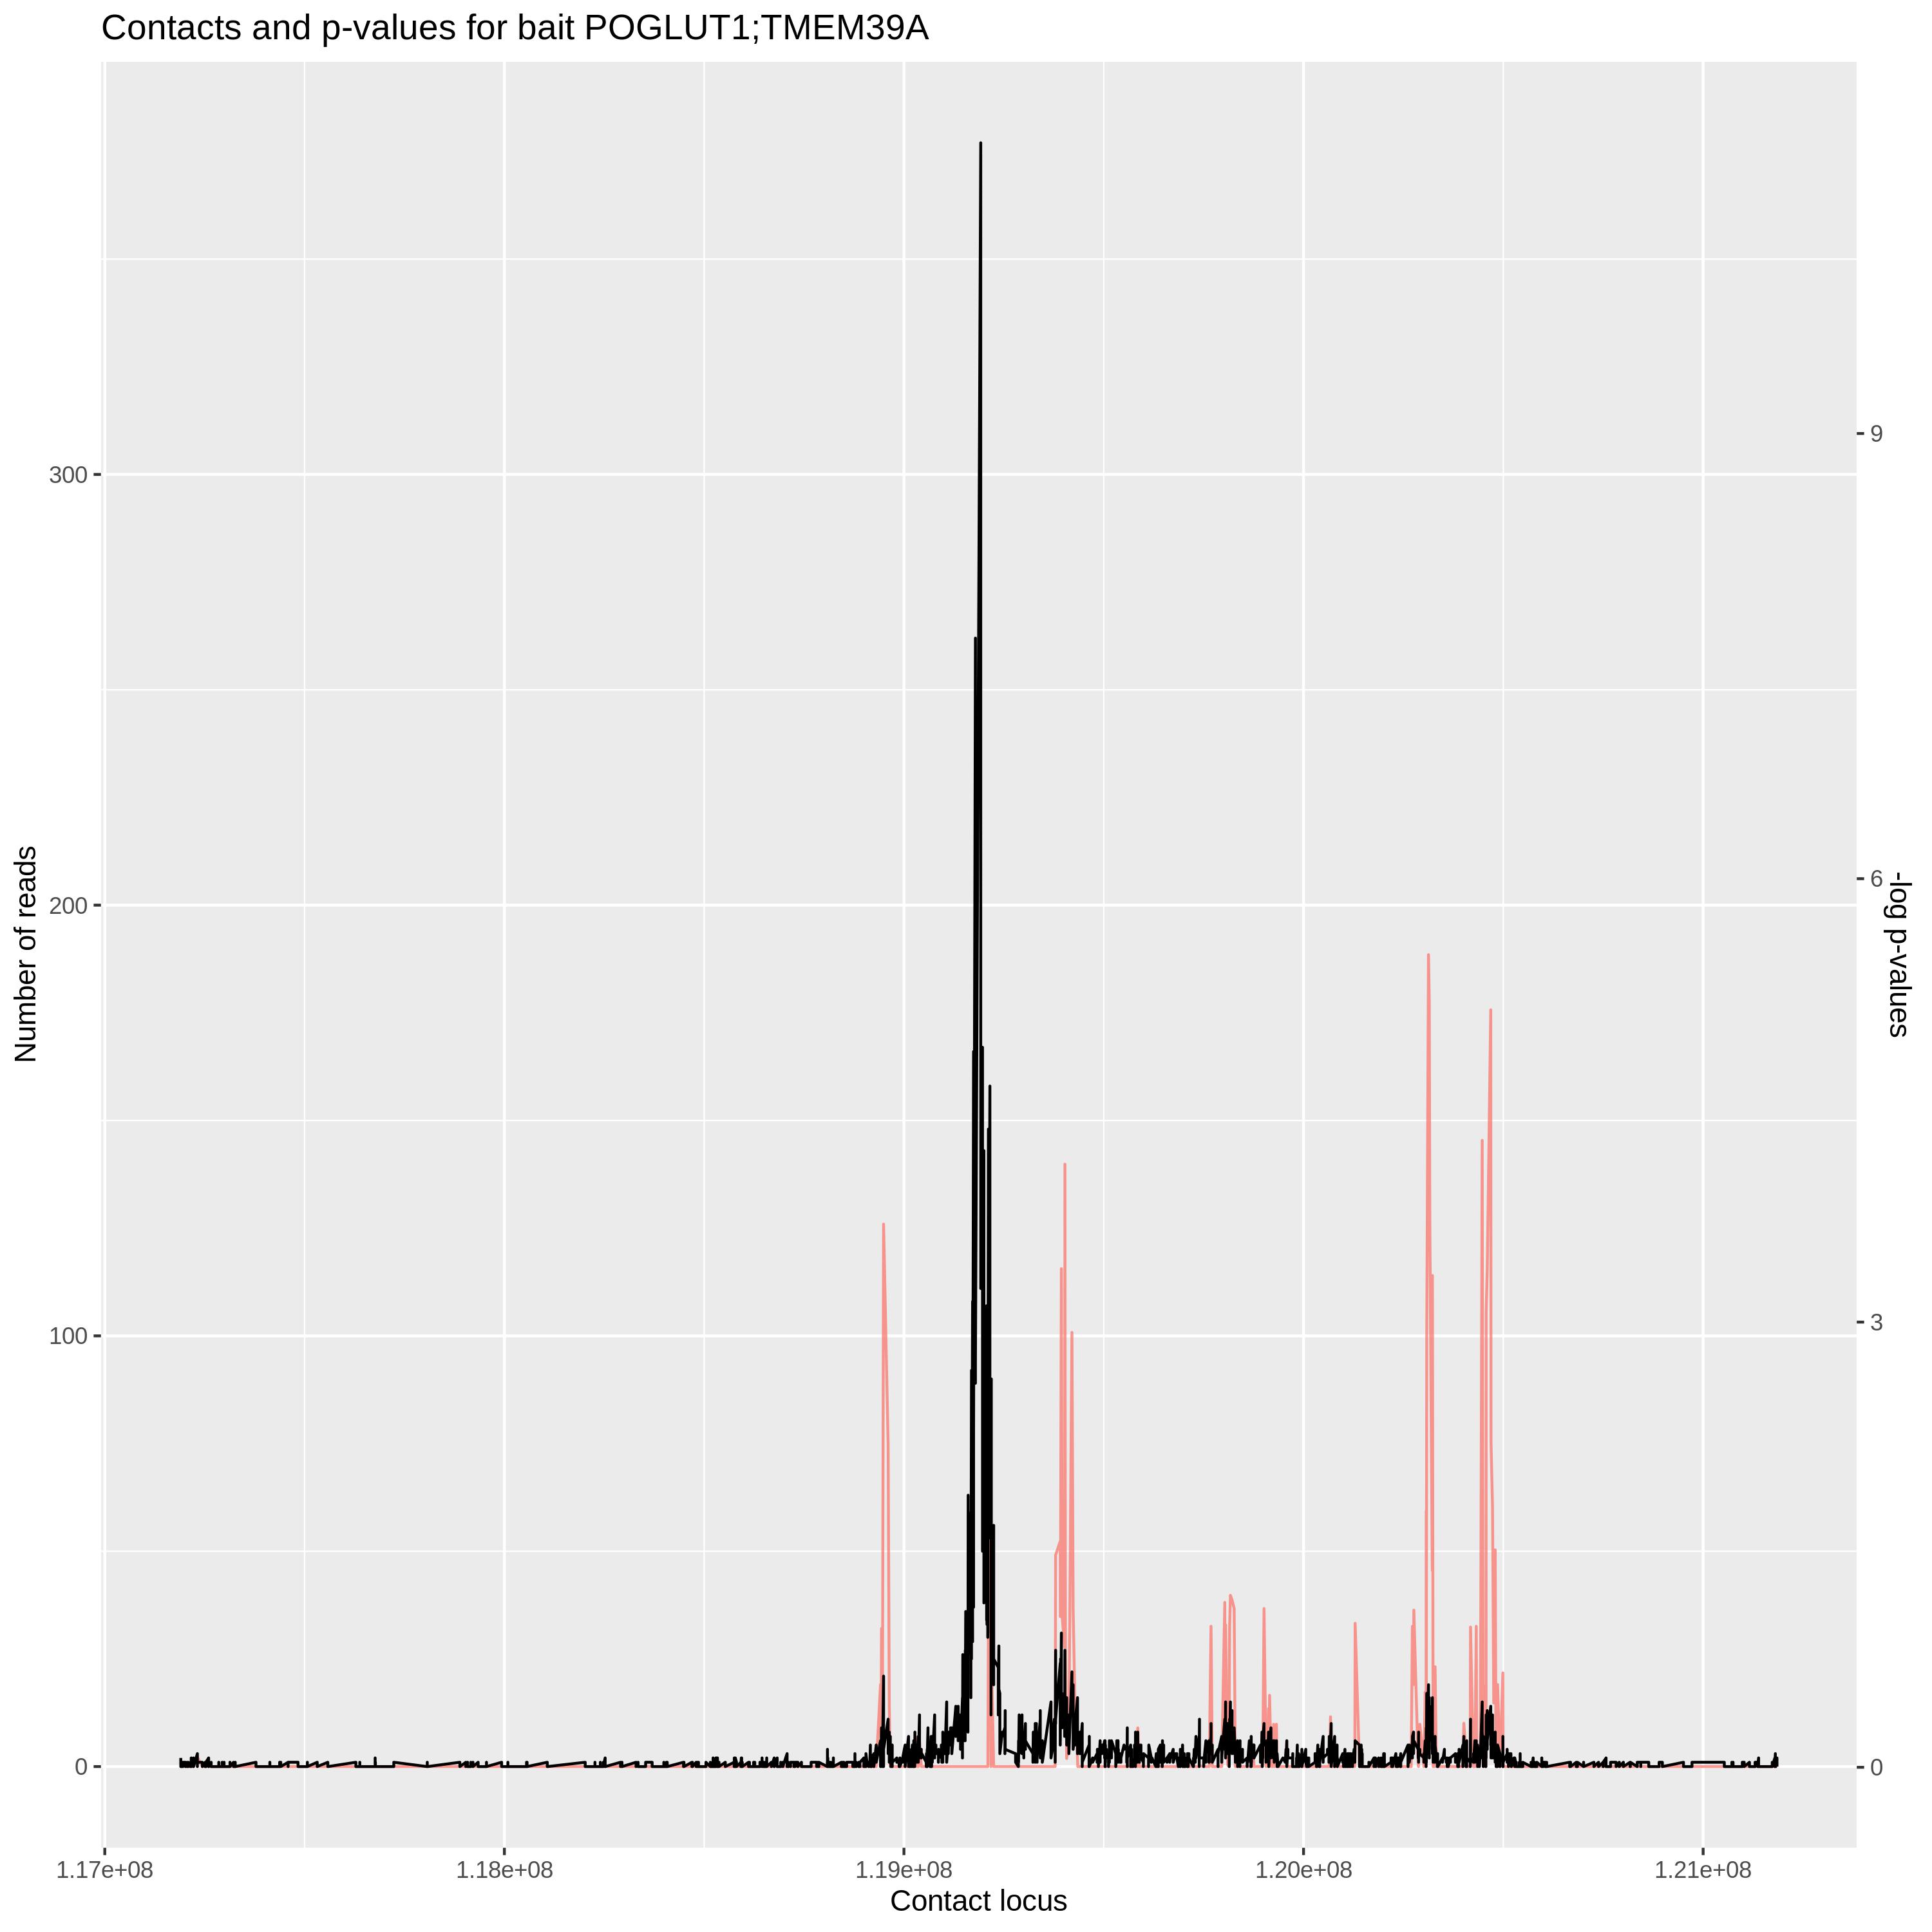 Contacts and p-values for bait POGLUT1;TMEM39A
Number of reads
300
200
100
0
9
6
3
0
-log p-values
1.17e+08 1.18e+08 1.19e+08 1.20e+08 1.21e+08
Contact locus